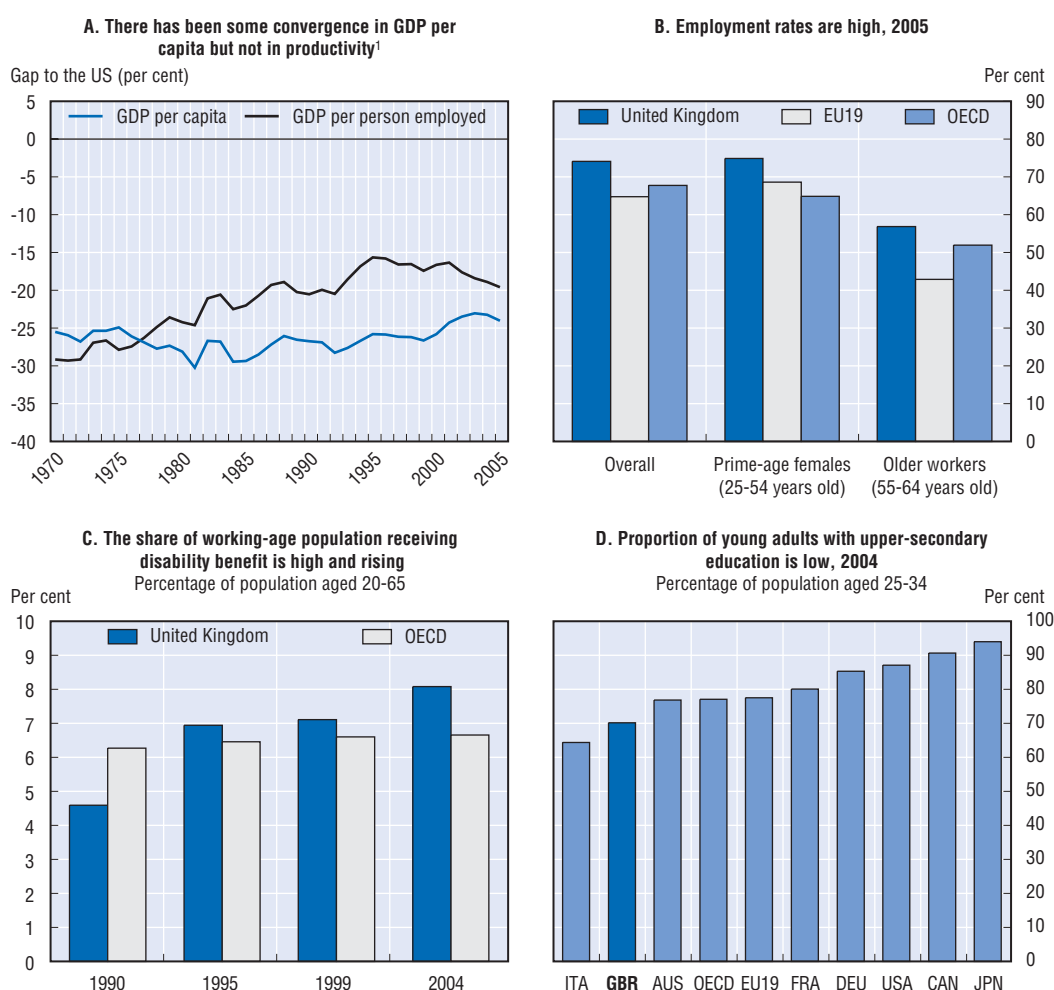 A. There has been some convergence in GDP per
capita but not in productivity1
Gap to the US (per cent)
GDP per capita
GDP per person employed
5
0
-5
-10
-15
-20
-25
-30
-35
-40
1970
1975
1980
1985
1990
1995
2000
2005
B. Employment rates are high, 2005
Per cent
United Kingdom
EU19
OECD
90
80
70
60
50
40
30
20
10
0
Overall
Prime-age females
(25-54 years old)
Older workers
(55-64 years old)
C. The share of working-age population receiving
disability benefit is high and rising
Percentage of population aged 20-65
Per cent
United Kingdom
OECD
10
9
8
7
6
5
4
3
2
1
0
1990
1995
1999
2004
D. Proportion of young adults with upper-secondary
education is low, 2004
Percentage of population aged 25-34
Per cent
100
90
80
70
60
50
40
30
20
10
0
ITA
GBR
AUS
OECD
EU19
FRA
DEU
USA
CAN
JPN